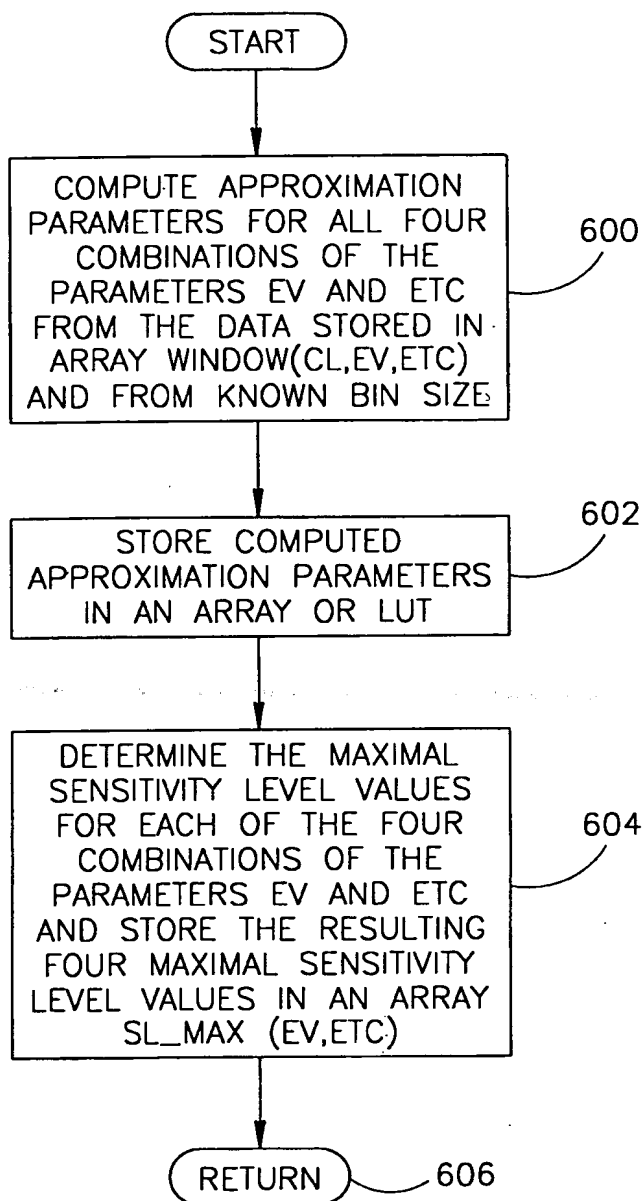 START
COMPUTE APPROXIMATION
PARAMETERS FOR ALL FOUR
COMBINATIONS OF THE
PARAMETERS EV AND ETC
FROM THE DATA STORED IN
ARRAY WINDOW(CL,EV,ETC)
AND FROM KNOWN BIN SIZE
600
STORE COMPUTED
APPROXIMATION PARAMETERS
IN AN ARRAY OR LUT
602
DETERMINE THE MAXIMAL
SENSITIVITY LEVEL VALUES
FOR EACH OF THE FOUR
COMBINATIONS OF THE
PARAMETERS EV AND ETC
AND STORE THE RESULTING
FOUR MAXIMAL SENSITIVITY
LEVEL VALUES IN AN ARRAY
SL_MAX (EV,ETC)
604
RETURN
606